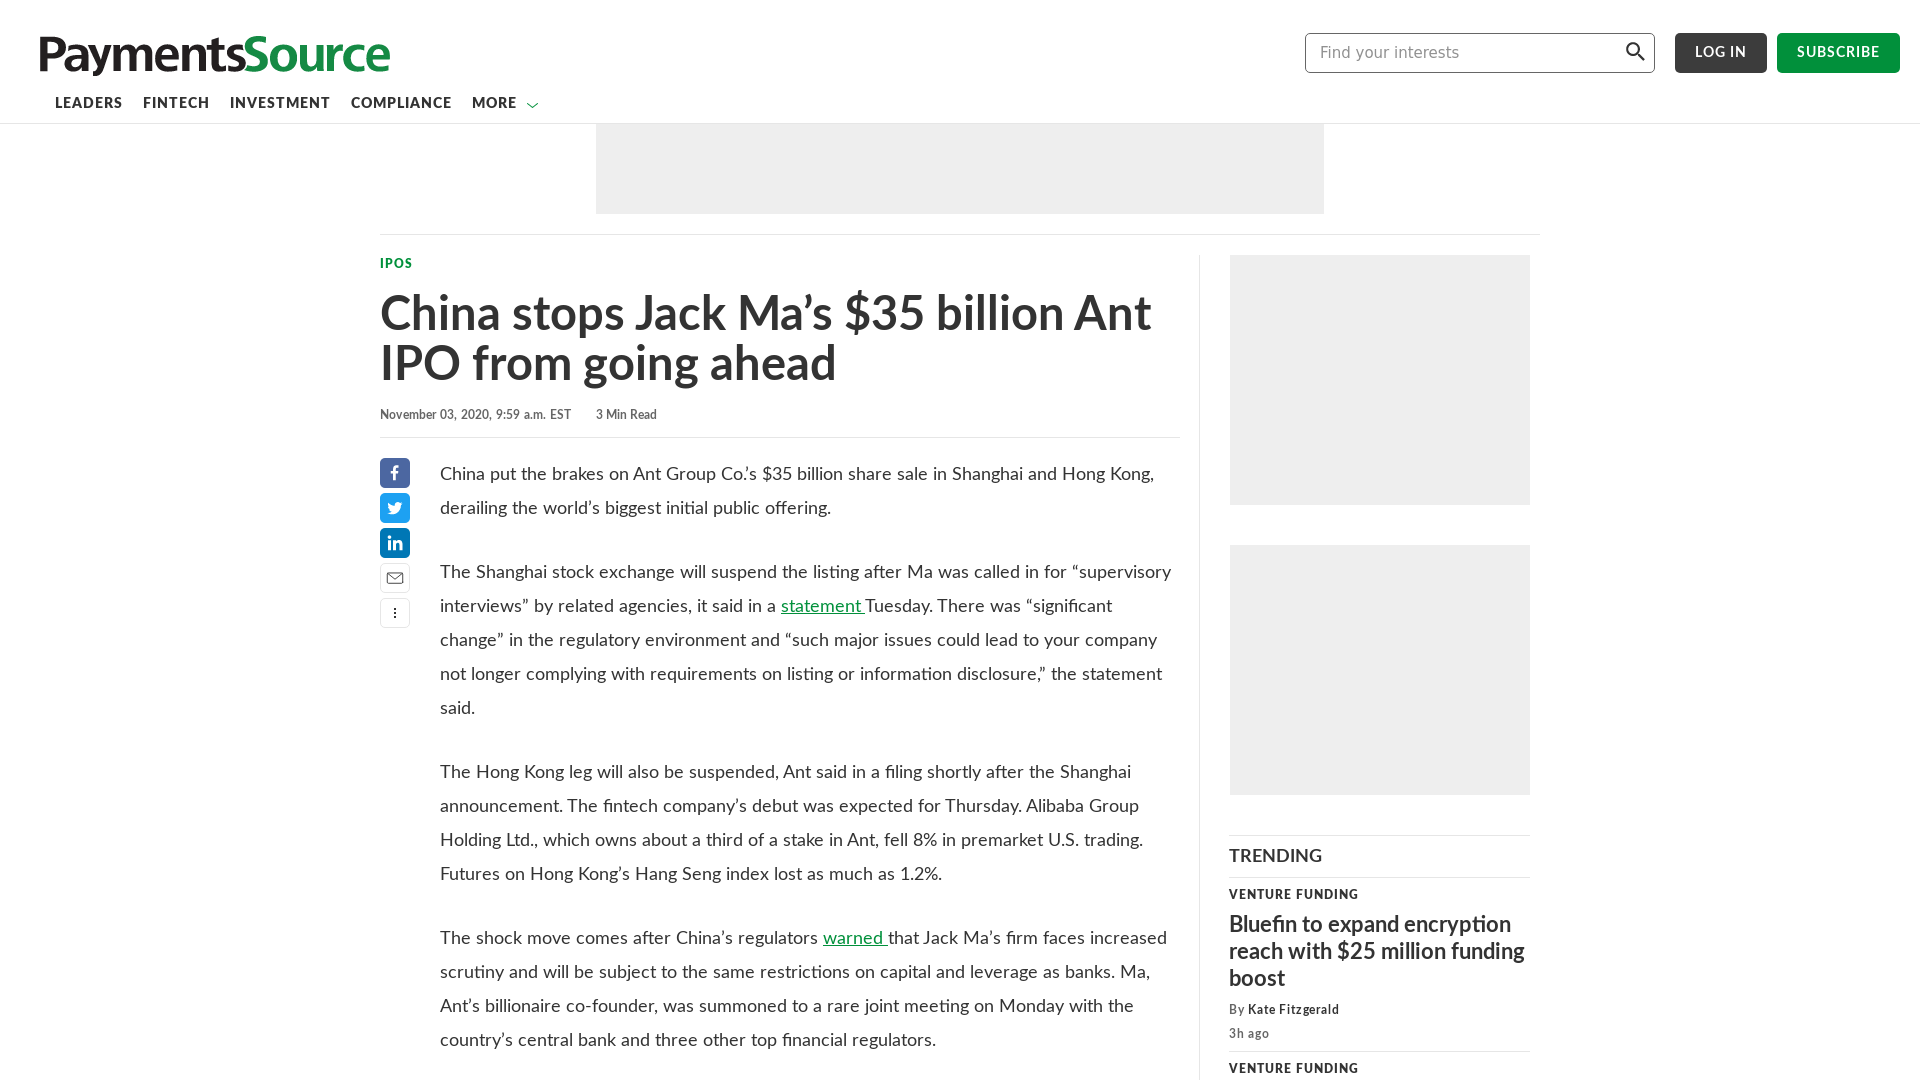 PaymentsSource
Find your interests
LOG IN
SUBSCRIBE
LEADERS
FINTECH
INVESTMENT
COMPLIANCE
MORE
IPOS
China stops Jack Ma’s $35 billion Ant
IPO from going ahead
November 03, 2020, 9:59 a.m. EST
3 Min Read
China put the brakes on Ant Group Co.’s $35 billion share sale in Shanghai and Hong Kong,
derailing the world’s biggest initial public offering.
The Shanghai stock exchange will suspend the listing after Ma was called in for “supervisory
interviews” by related agencies, it said in a statement Tuesday. There was “significant
change” in the regulatory environment and “such major issues could lead to your company
not longer complying with requirements on listing or information disclosure,” the statement
said.
The Hong Kong leg will also be suspended, Ant said in a filing shortly after the Shanghai
announcement. The fintech company’s debut was expected for Thursday. Alibaba Group
Holding Ltd., which owns about a third of a stake in Ant, fell 8% in premarket U.S. trading.
Futures on Hong Kong’s Hang Seng index lost as much as 1.2%.
The shock move comes after China’s regulators warned that Jack Ma’s firm faces increased
scrutiny and will be subject to the same restrictions on capital and leverage as banks. Ma,
Ant’s billionaire co-founder, was summoned to a rare joint meeting on Monday with the
country’s central bank and three other top financial regulators.
TRENDING
VENTURE FUNDING
Bluefin to expand encryption
reach with $25 million funding
boost
By Kate Fitzgerald
3h ago
VENTURE FUNDING